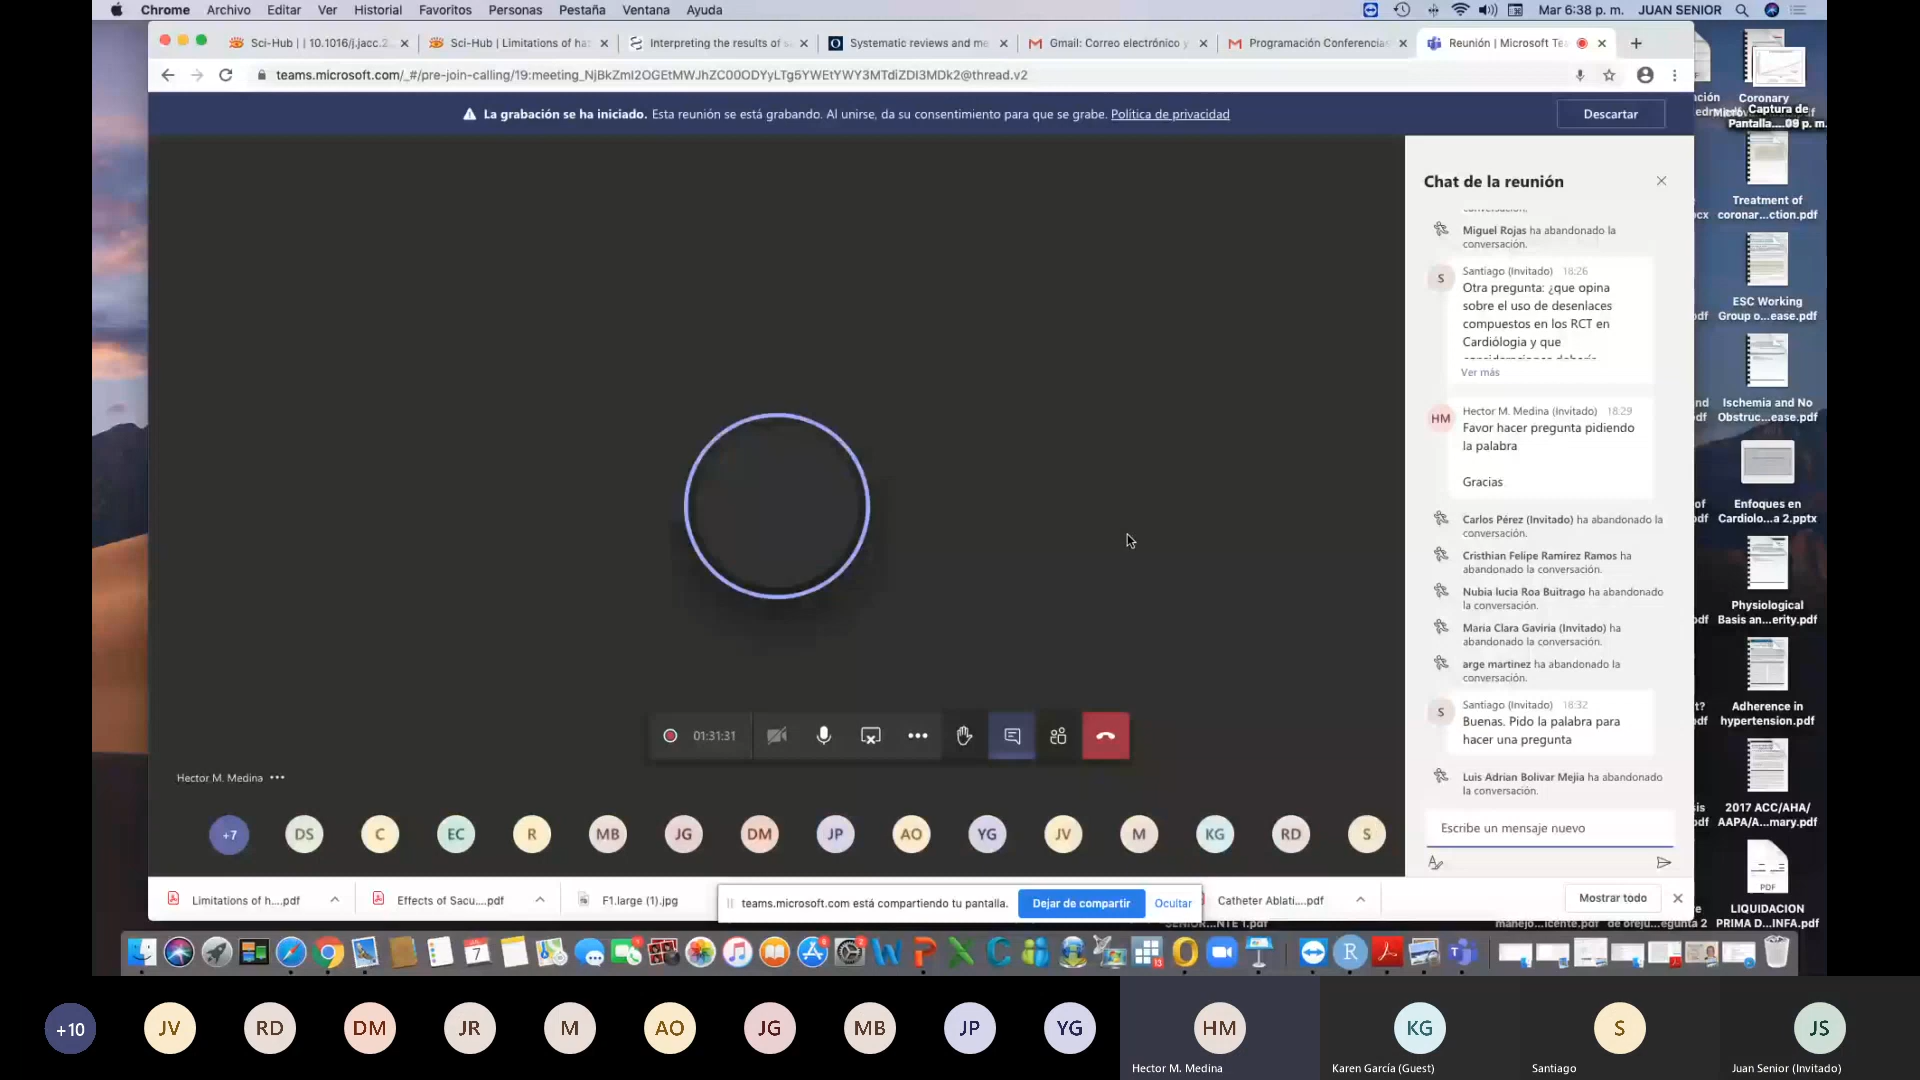 Chrome Archivo Editar Ver Historial Favoritos Personas Pestaña Ventana Ayuda
Mar 6:38 p. m. JUAN SENIOR
Sci-Hub | | 10.1016/j.jacc.2
Sci-Hub | Limitations of ha
Interpreting the results of s
Systematic reviews and me
Gmail: Correo electrónico y
Programación Conferencias
Reunión | Microsoft Tea
teams.microsoft.com/_#/pre-join-calling/19:meeting_NjBkZmI2OGEtMWJhZC00ODYyLTg5YWEtYWY3MTdiZDI3MDk2@thread.v2
La grabación se ha iniciado. Esta reunión se está grabando. Al unirse, da su consentimiento para que se grabe. Política de privacidad
Descartar
Chat de la reunión
conversación.
Miguel Rojas ha abandonado la
conversación.
S
Santiago (Invitado) 18:26
Otra pregunta: ¿que opina
sobre el uso de desenlaces
compuestos en los RCT en
Cardiólogia y que
consideraciones debería
Ver más
HM
Hector M. Medina (Invitado) 18:29
Favor hacer pregunta pidiendo
la palabra
Gracias
Carlos Pérez (Invitado) ha abandonado la
conversación.
Cristhian Felipe Ramirez Ramos ha
abandonado la conversación.
Nubia lucia Roa Buitrago ha abandonado
la conversación.
Maria Clara Gaviria (Invitado) ha
abandonado la conversación.
arge martinez ha abandonado la
conversación.
S
Santiago (Invitado) 18:32
Buenas. Pido la palabra para
hacer una pregunta
Luis Adrian Bolivar Mejia ha abandonado
la conversación.
Escribe un mensaje nuevo
01:31:31
Hector M. Medina
+7 DS C EC R MB JG DM JP AO YG JV M KG RD S
Limitations of h....pdf
Effects of Sacu....pdf
F1.large (1).jpg
teams.microsoft.com está compartiendo tu pantalla.
Dejar de compartir
Ocultar
Catheter Ablati....pdf
Mostrar todo
Coronary
Captura de
Pantalla....09 p. m.
Treatment of
coronar...ction.pdf
ESC Working
Group o...ease.pdf
Ischemia and No
Obstruc...ease.pdf
Enfoques en
Cardiolo...a 2.pptx
Physiological
Basis an...erity.pdf
Adherence in
hypertension.pdf
2017 ACC/AHA/
AAPA/A...mary.pdf
PDF
LIQUIDACION
PRIMA D...INFA.pdf
+10 JV RD DM JR M AO JG MB JP YG HM KG S JS
Hector M. Medina
Karen García (Guest)
Santiago
Juan Senior (Invitado)